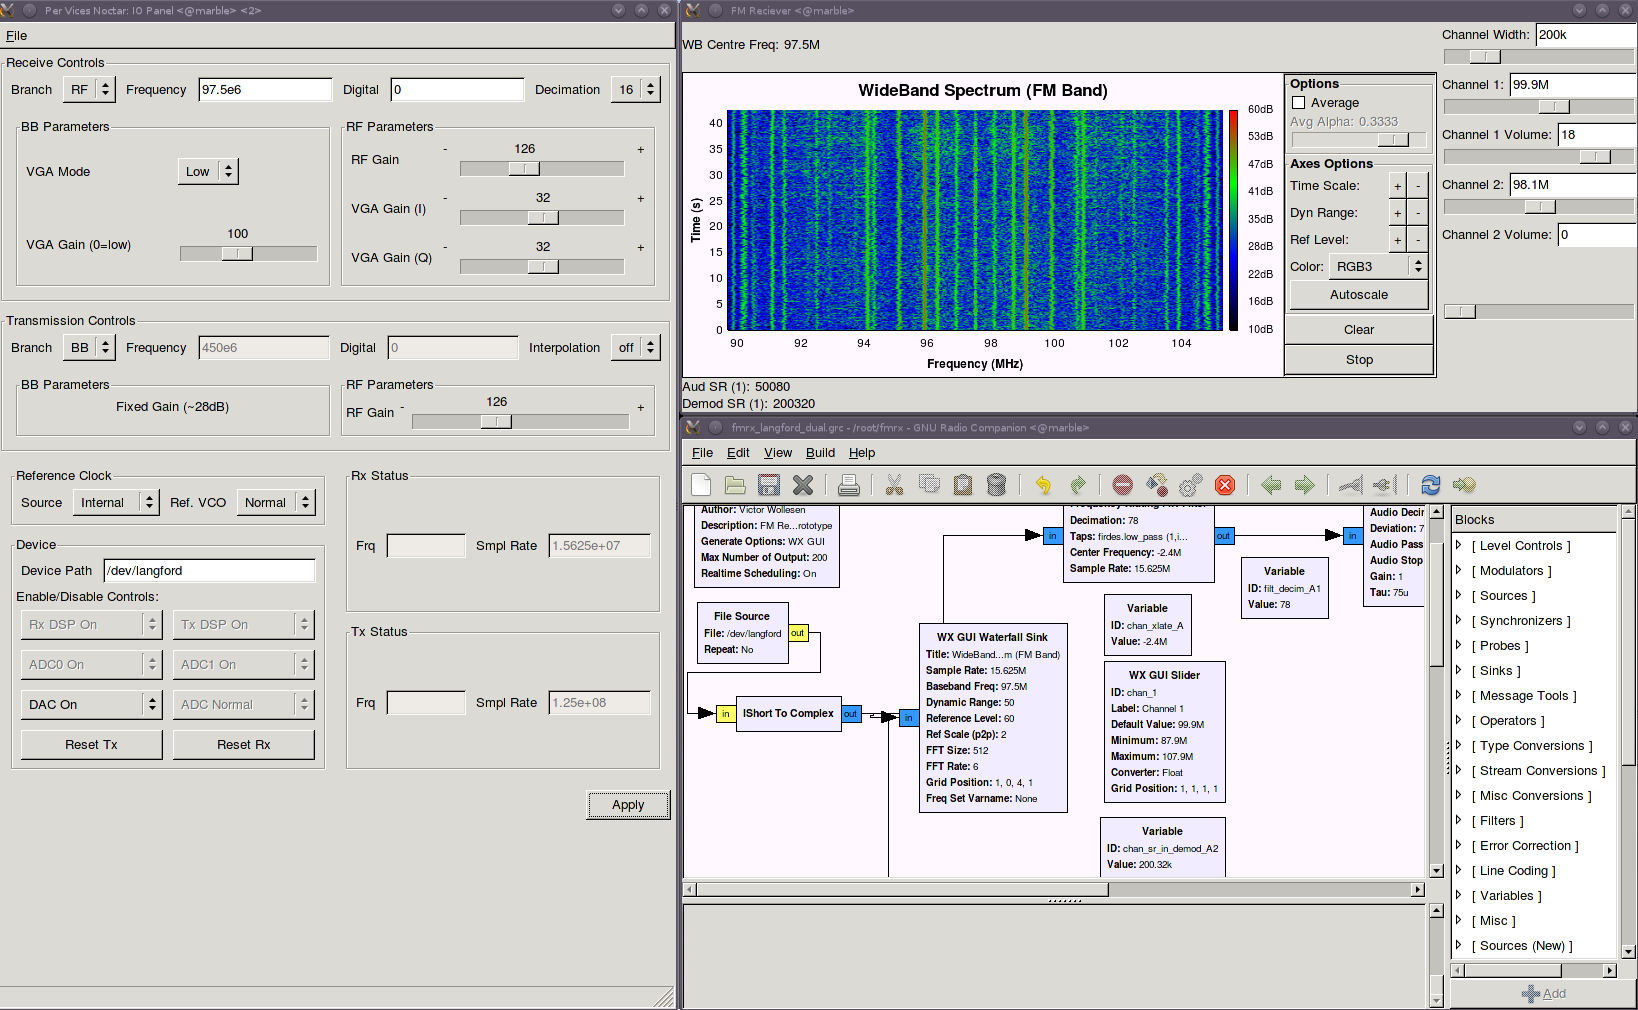 Per Vices Noctar: IO Panel <@marble> <2>
File
Receive Controls
Branch RF Frequency 97.5e6 Digital 0 Decimation 16
BB Parameters
VGA Mode Low
VGA Gain (0=low) 100
RF Parameters
RF Gain - 126 +
VGA Gain (I) - 32 +
VGA Gain (Q) - 32 +
Transmission Controls
Branch BB Frequency 450e6 Digital 0 Interpolation off
BB Parameters
Fixed Gain (~28dB)
RF Parameters
RF Gain - 126 +
Reference Clock
Source Internal Ref. VCO Normal
Device
Device Path /dev/langford
Enable/Disable Controls:
Rx DSP On Tx DSP On
ADC0 On ADC1 On
DAC On ADC Normal
Reset Tx Reset Rx
Rx Status
Frq Smpl Rate 1.5625e+07
Tx Status
Frq Smpl Rate 1.25e+08
Apply
FM Reciever <@marble>
WB Centre Freq: 97.5M
WideBand Spectrum (FM Band)
Time (s)
40
35
30
25
20
15
10
5
0
90 92 94 96 98 100 102 104
Frequency (MHz)
60dB
53dB
47dB
41dB
35dB
28dB
22dB
16dB
10dB
Options
Average
Avg Alpha: 0.3333
Axes Options
Time Scale: + -
Dyn Range: + -
Ref Level: + -
Color: RGB3
Autoscale
Clear
Stop
Aud SR (1): 50080
Demod SR (1): 200320
Channel Width: 200k
Channel 1: 99.9M
Channel 1 Volume: 18
Channel 2: 98.1M
Channel 2 Volume: 0
fmrx_langford_dual.grc - /root/fmrx - GNU Radio Companion <@marble>
File Edit View Build Help
Author: Victor Wollesen
Description: FM Re...rototype
Generate Options: WX GUI
Max Number of Output: 200
Realtime Scheduling: On
File Source
File: /dev/langford
Repeat: No
out
in
IShort To Complex
out
in
WX GUI Waterfall Sink
Title: WideBand...m (FM Band)
Sample Rate: 15.625M
Baseband Freq: 97.5M
Dynamic Range: 50
Reference Level: 60
Ref Scale (p2p): 2
FFT Size: 512
FFT Rate: 6
Grid Position: 1, 0, 4, 1
Freq Set Varname: None
in
Decimation: 78
Taps: firdes.low_pass (1,i...
Center Frequency: -2.4M
Sample Rate: 15.625M
out
in
Audio Decir
Deviation: 7
Audio Pass
Audio Stop
Gain: 1
Tau: 75u
Variable
ID: filt_decim_A1
Value: 78
Variable
ID: chan_xlate_A
Value: -2.4M
WX GUI Slider
ID: chan_1
Label: Channel 1
Default Value: 99.9M
Minimum: 87.9M
Maximum: 107.9M
Converter: Float
Grid Position: 1, 1, 1, 1
Variable
ID: chan_sr_in_demod_A2
Value: 200.32k
Blocks
[ Level Controls ]
[ Modulators ]
[ Sources ]
[ Synchronizers ]
[ Probes ]
[ Sinks ]
[ Message Tools ]
[ Operators ]
[ Type Conversions ]
[ Stream Conversions ]
[ Misc Conversions ]
[ Filters ]
[ Error Correction ]
[ Line Coding ]
[ Variables ]
[ Misc ]
[ Sources (New) ]
Add